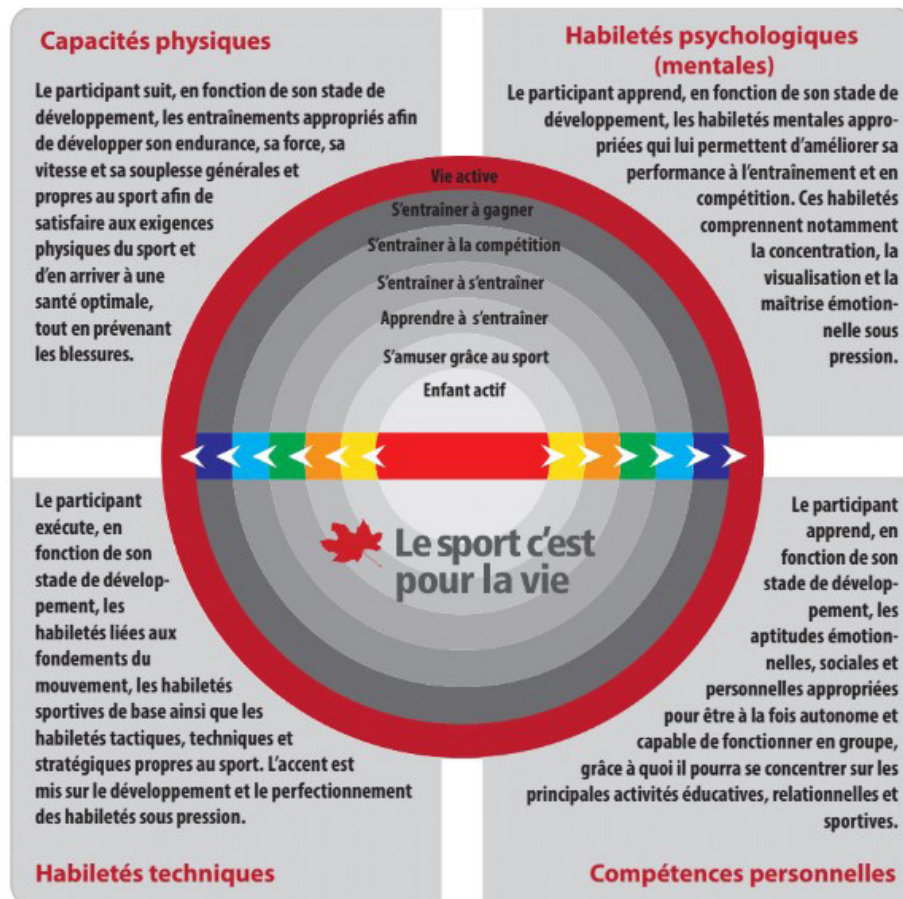 Capacités physiques
Le participant suit, en fonction de son stade de
développement, les entraînements appropriés afin
de développer son endurance, sa force, sa
vitesse et sa souplesse générales et
propres au sport afin de
satisfaire aux exigences
physiques du sport et
d'en arriver à une
santé optimale,
tout en prévenant
les blessures.
Habiletés psychologiques
(mentales)
Le participant apprend, en fonction de son stade de
développement, les habiletés mentales appro-
priées qui lui permettent d'améliorer sa
performance à l'entraînement et en
compétition. Ces habiletés
comprennent notamment
la concentration, la
visualisation et la
maîtrise émotion-
nelle sous
pression.
Vie active
S'entraîner à gagner
S'entraîner à la compétition
S'entraîner à s'entraîner
Apprendre à s'entraîner
S'amuser grâce au sport
Enfant actif
Le sport c'est
pour la vie
Le participant
exécute, en
fonction de son
stade de dévelop-
pement, les
habiletés liées aux
fondements du
mouvement, les habiletés
sportives de base ainsi que les
habiletés tactiques, techniques et
stratégiques propres au sport. L'accent est
mis sur le développement et le perfectionnement
des habiletés sous pression.
Habiletés techniques
Le participant
apprend, en
fonction de son
stade de dévelop-
pement, les
aptitudes émotion-
nelles, sociales et
personnelles appropriées
pour être à la fois autonome et
capable de fonctionner en groupe,
grâce à quoi il pourra se concentrer sur les
principales activités éducatives, relationnelles et
sportives.
Compétences personnelles